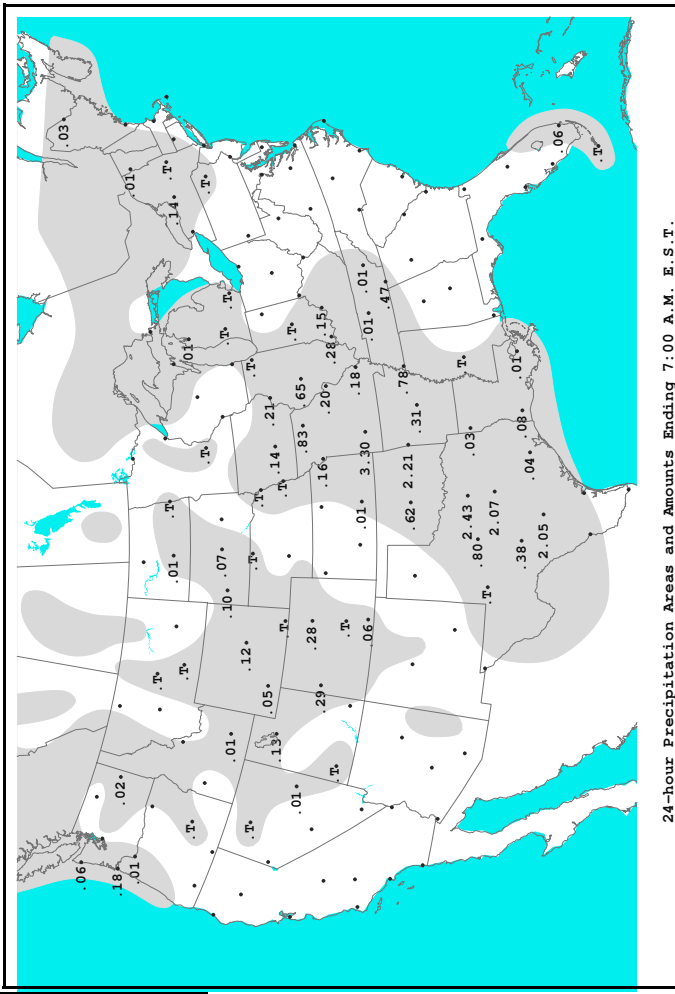 .03
.06
.18
.02
.01
.01
T
T
T
.01
.14
T
.01
T
T
T
.07
T
.10
T
.01
.12
T
T
T
T
.05
.21
.14
.13
T
T
T
.01
.65
.83
.28
.29
.15
.16
.20
.28
T
T
.18
.01
.01
3.30
.06
.01
.47
.78
2.21
.62
.31
T
2.43
.03
.80
T
2.07
.01
.38
.08
.04
2.05
.06
T
24-hour Precipitation Areas and Amounts Ending 7:00 A.M. E.S.T.